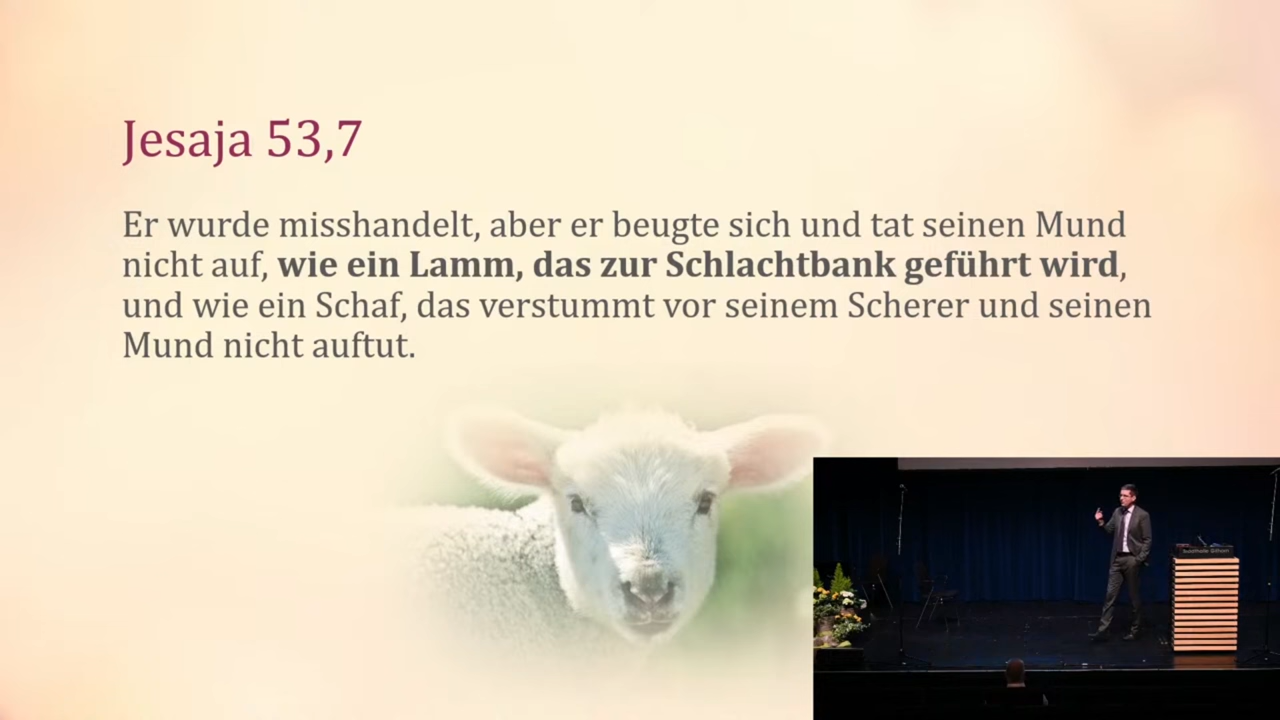 Jesaja 53,7
Er wurde misshandelt, aber er beugte sich und tat seinen Mund
nicht auf, wie ein Lamm, das zur Schlachtbank geführt wird,
und wie ein Schaf, das verstummt vor seinem Scherer und seinen
Mund nicht auftut.